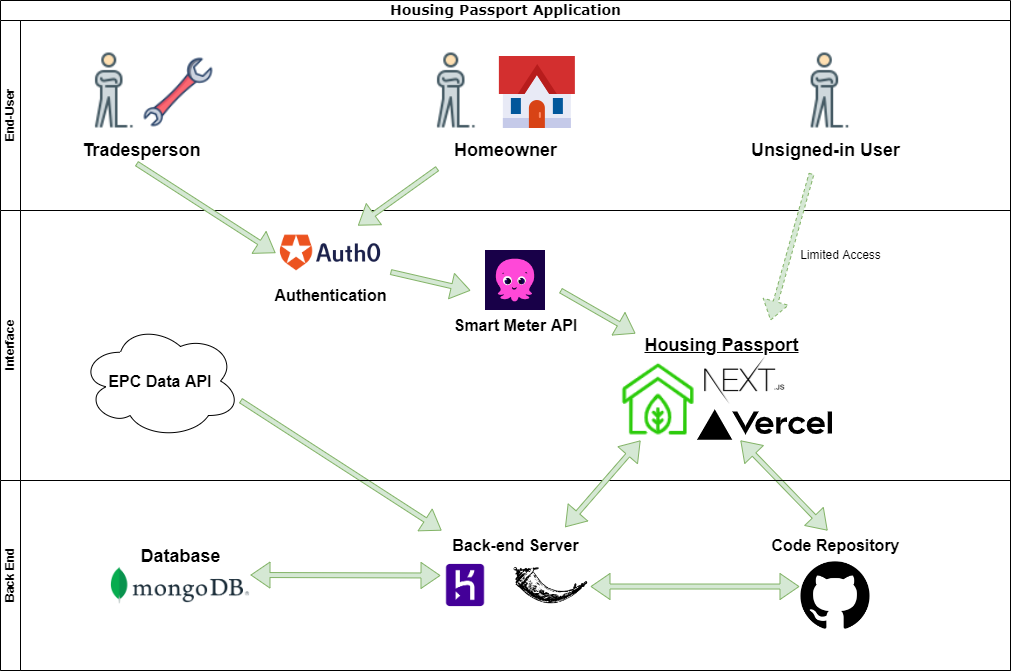 Housing Passport Application
End-User
Tradesperson
Homeowner
Unsigned-in User
Interface
Auth0
Authentication
Smart Meter API
Limited Access
Housing Passport
NEXT.JS
Vercel
EPC Data API
Back End
Database
mongoDB®
Back-end Server
Code Repository